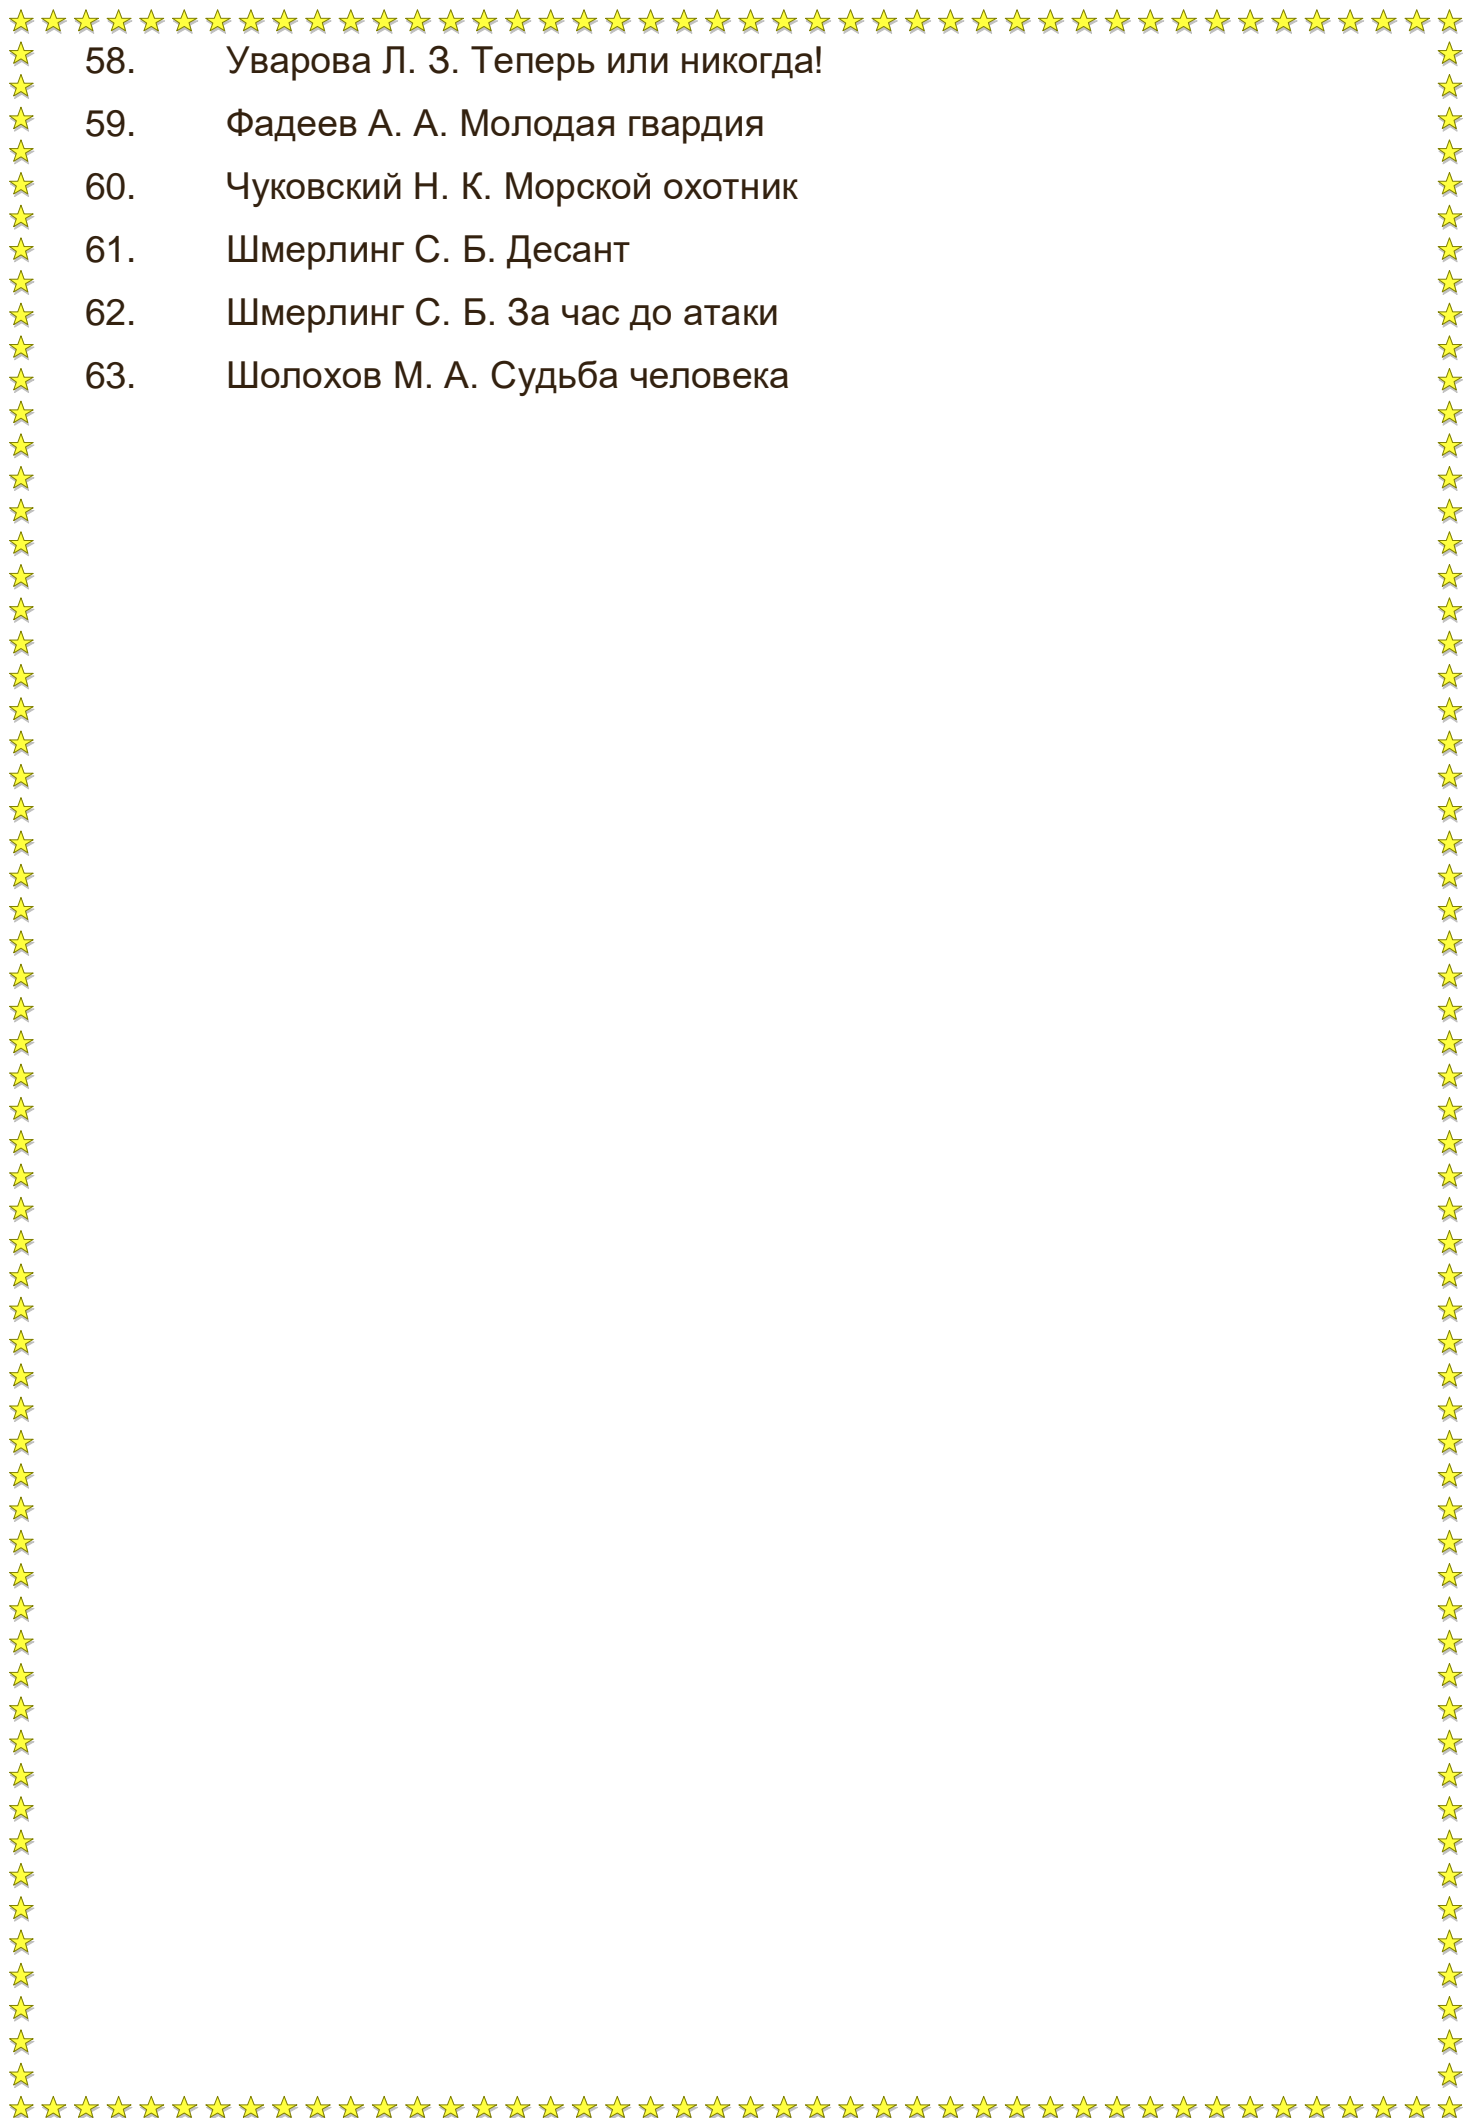 58. Уварова Л. З. Теперь или никогда!
59. Фадеев А. А. Молодая гвардия
60. Чуковский Н. К. Морской охотник
61. Шмерлинг С. Б. Десант
62. Шмерлинг С. Б. За час до атаки
63. Шолохов М. А. Судьба человека